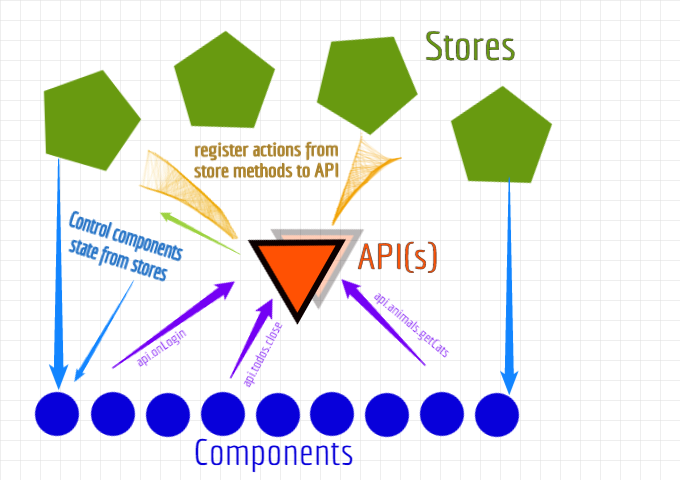 Stores
register actions from
store methods to API
Control components
state from stores
API(s)
api.onLogin
api.todos.close
api.animals.getCats
Components